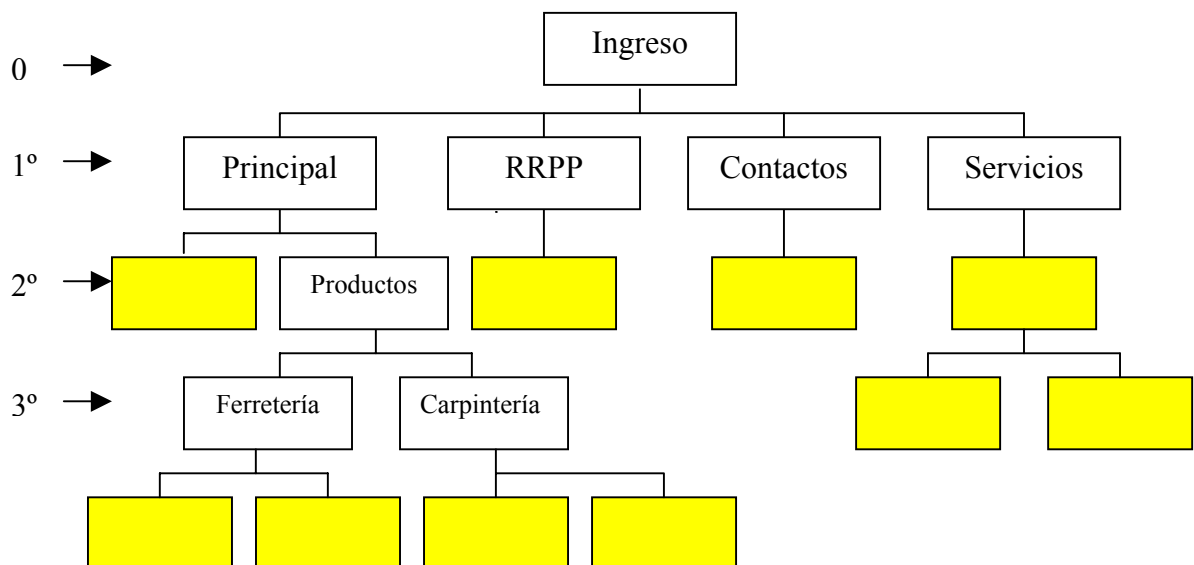 Ingreso
0
1º
Principal
RRPP
Contactos
Servicios
2º
Productos
3º
Ferretería
Carpintería